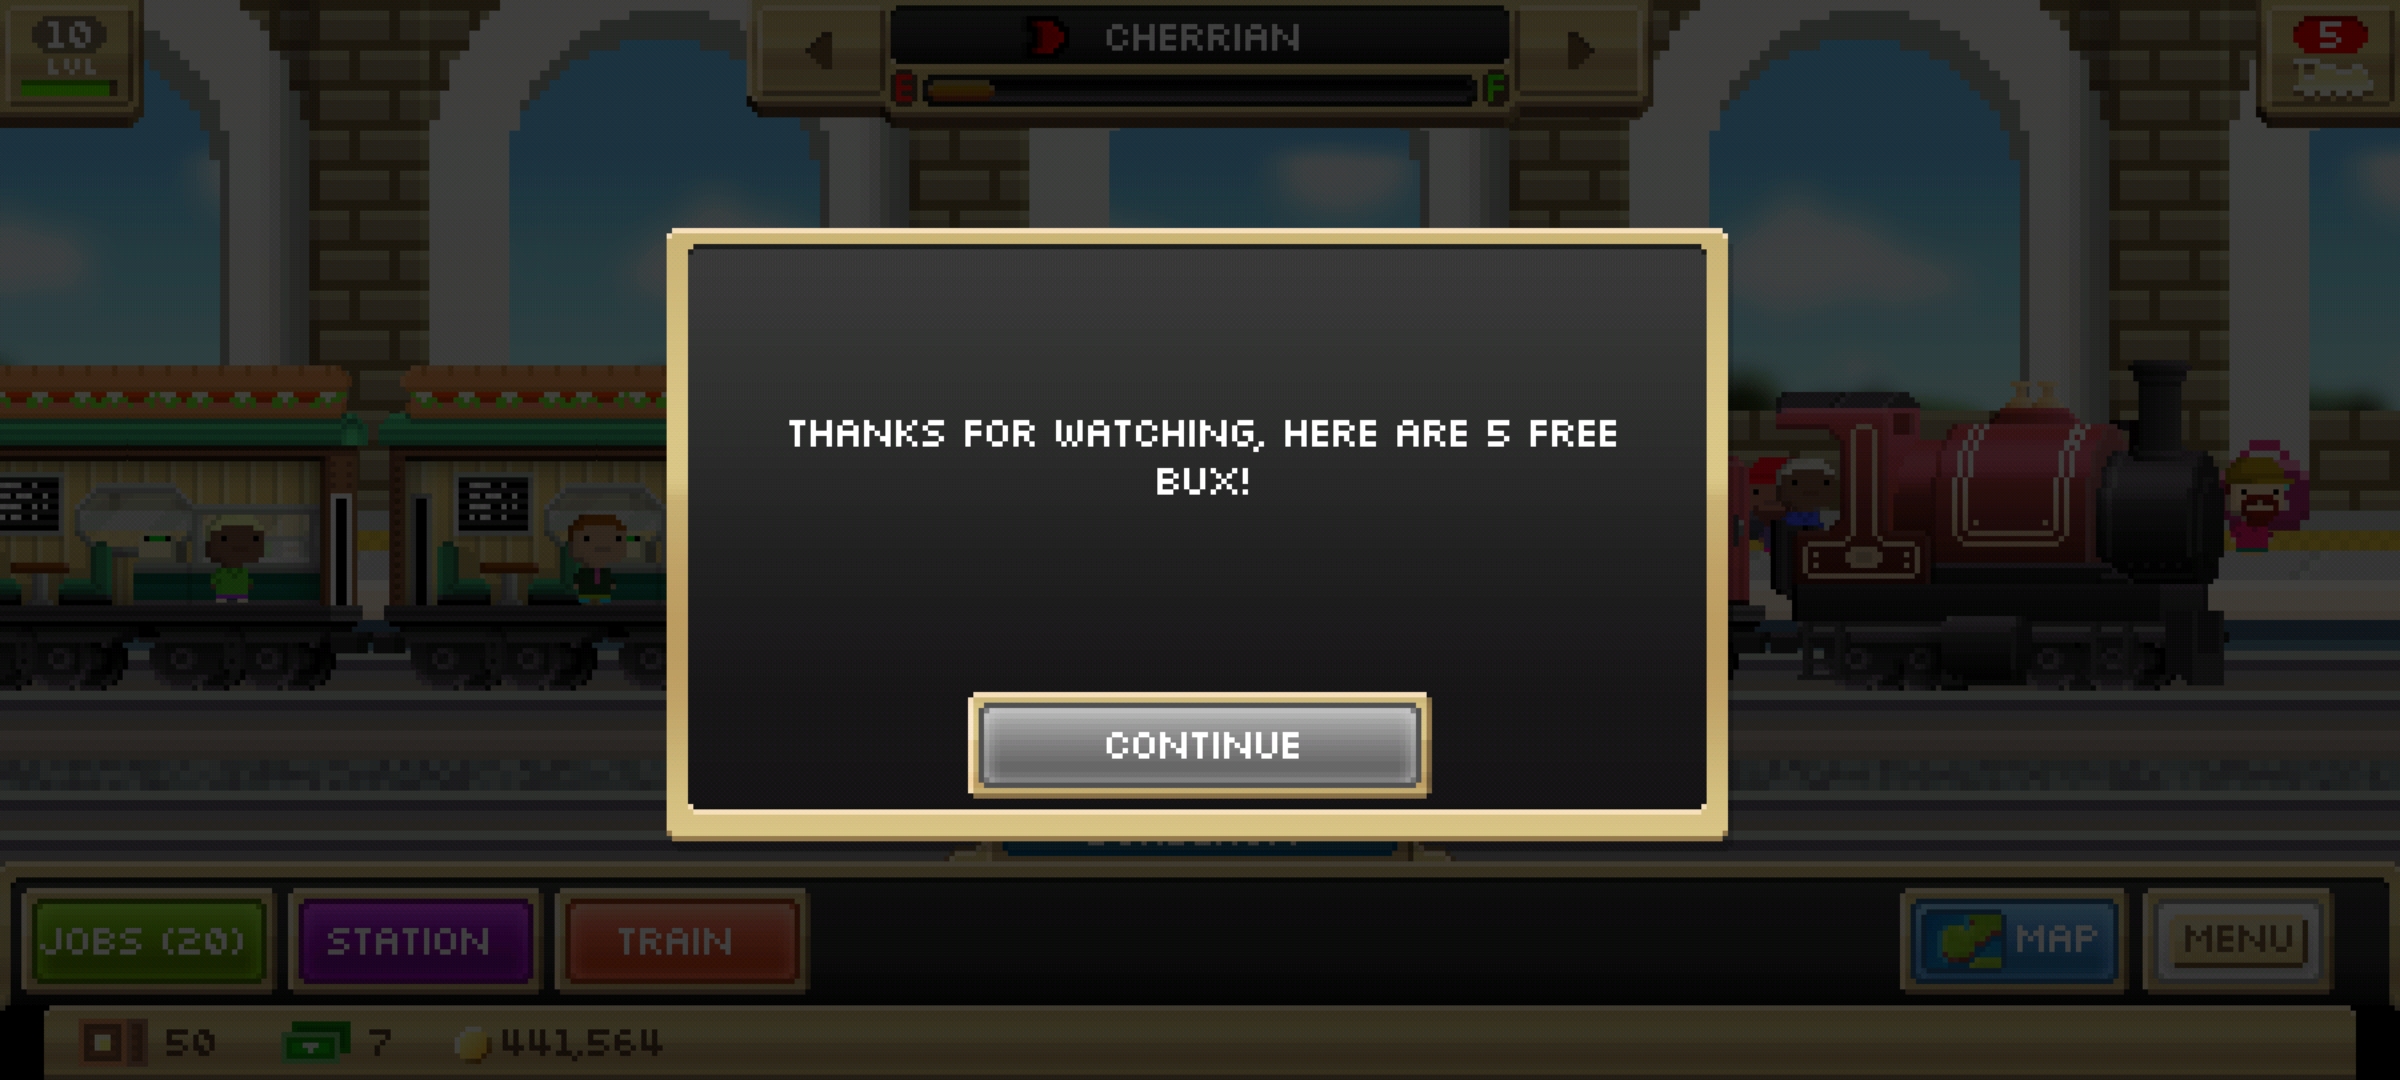 10
LVL
CHERRIAN
E F
5
THANKS FOR WATCHING, HERE ARE 5 FREE
BUX!
CONTINUE
JOBS (20) STATION TRAIN MAP MENU
50 7 441,564